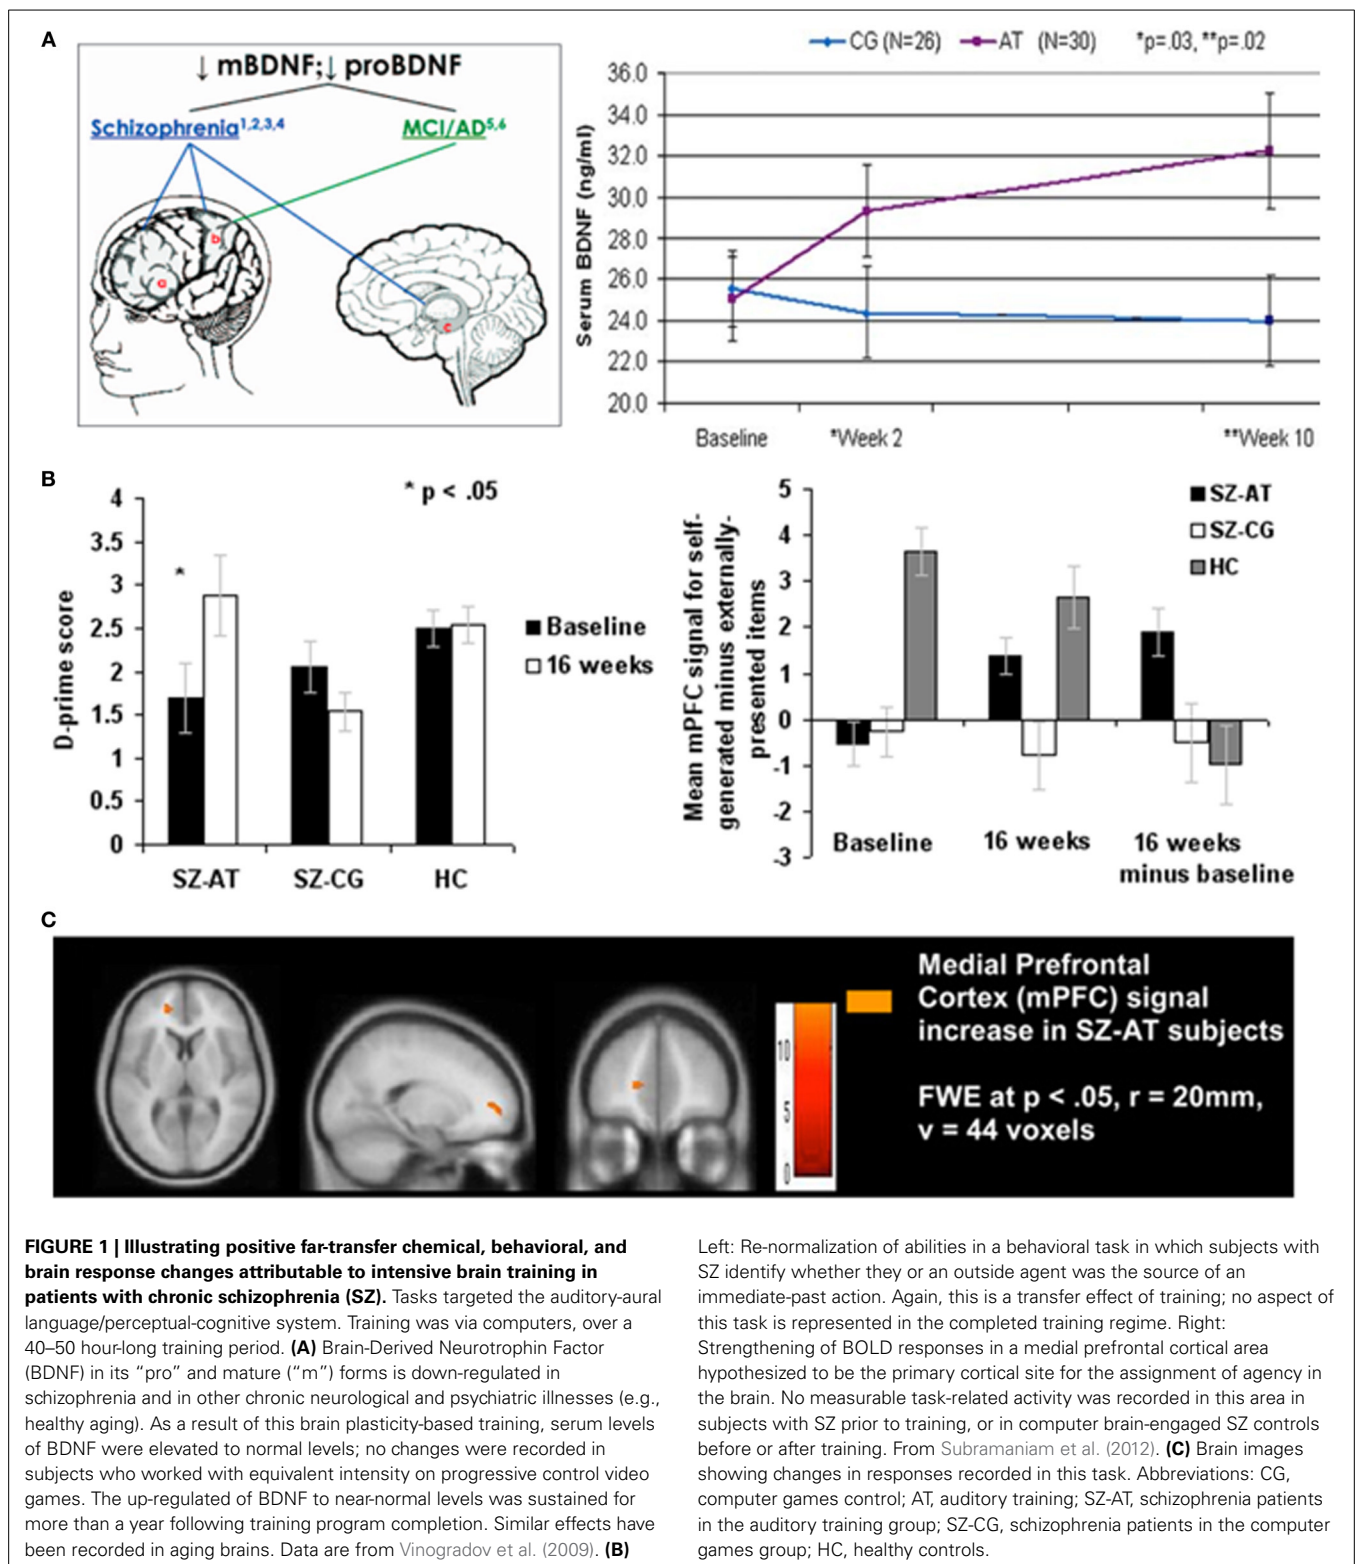 A
↓ mBDNF;↓ proBDNF
Schizophrenia1,2,3,4
MCI/AD5,6
a
b
c
CG (N=26)
AT (N=30)
*p=.03, **p=.02
Serum BDNF (ng/ml)
36.0
34.0
32.0
30.0
28.0
26.0
24.0
22.0
20.0
Baseline
*Week 2
**Week 10
B
* p < .05
D-prime score
4
3.5
3
2.5
2
1.5
1
0.5
0
*
SZ-AT
SZ-CG
HC
Baseline
16 weeks
Mean mPFC signal for self-
generated minus externally-
presented items
5
4
3
2
1
0
-1
-2
-3
SZ-AT
SZ-CG
HC
Baseline
16 weeks
16 weeks
minus baseline
C
10
5
0
Medial Prefrontal
Cortex (mPFC) signal
increase in SZ-AT subjects
FWE at p < .05, r = 20mm,
v = 44 voxels
FIGURE 1 | Illustrating positive far-transfer chemical, behavioral, and
brain response changes attributable to intensive brain training in
patients with chronic schizophrenia (SZ). Tasks targeted the auditory-aural
language/perceptual-cognitive system. Training was via computers, over a
40–50 hour-long training period. (A) Brain-Derived Neurotrophin Factor
(BDNF) in its “pro” and mature (“m”) forms is down-regulated in
schizophrenia and in other chronic neurological and psychiatric illnesses (e.g.,
healthy aging). As a result of this brain plasticity-based training, serum levels
of BDNF were elevated to normal levels; no changes were recorded in
subjects who worked with equivalent intensity on progressive control video
games. The up-regulated of BDNF to near-normal levels was sustained for
more than a year following training program completion. Similar effects have
been recorded in aging brains. Data are from Vinogradov et al. (2009). (B)
Left: Re-normalization of abilities in a behavioral task in which subjects with
SZ identify whether they or an outside agent was the source of an
immediate-past action. Again, this is a transfer effect of training; no aspect of
this task is represented in the completed training regime. Right:
Strengthening of BOLD responses in a medial prefrontal cortical area
hypothesized to be the primary cortical site for the assignment of agency in
the brain. No measurable task-related activity was recorded in this area in
subjects with SZ prior to training, or in computer brain-engaged SZ controls
before or after training. From Subramaniam et al. (2012). (C) Brain images
showing changes in responses recorded in this task. Abbreviations: CG,
computer games control; AT, auditory training; SZ-AT, schizophrenia patients
in the auditory training group; SZ-CG, schizophrenia patients in the computer
games group; HC, healthy controls.